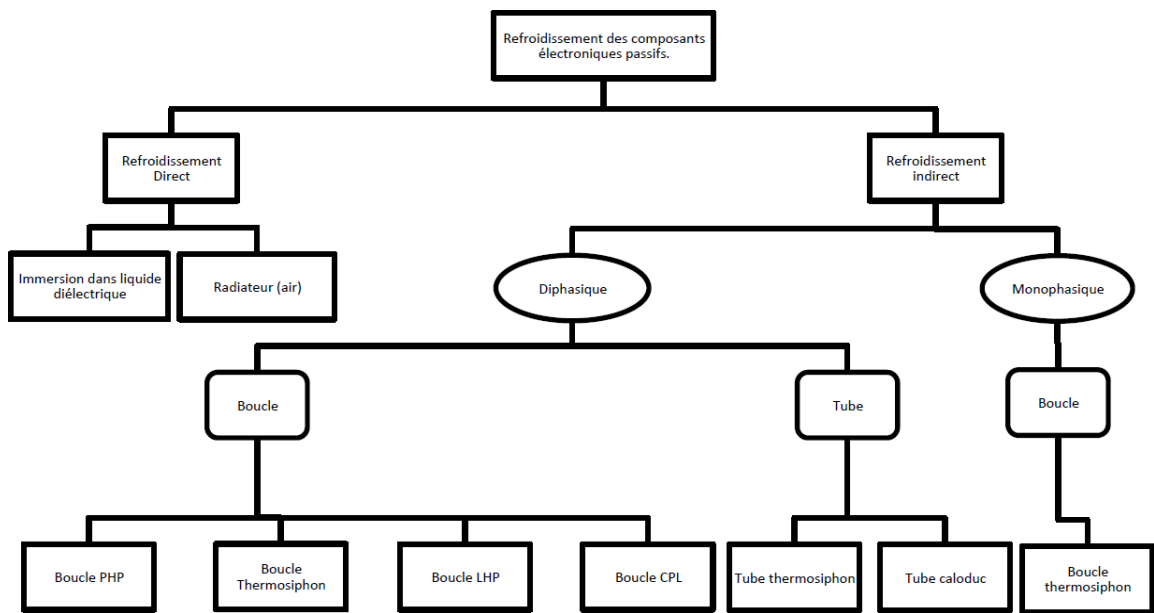 Refroidissement des composants
électroniques passifs.
Refroidissement
Direct
Refroidissement
indirect
Immersion dans liquide
diélectrique
Radiateur (air)
Diphasique
Monophasique
Boucle
Tube
Boucle
Boucle PHP
Boucle
Thermosiphon
Boucle LHP
Boucle CPL
Tube thermosiphon
Tube caloduc
Boucle
thermosiphon